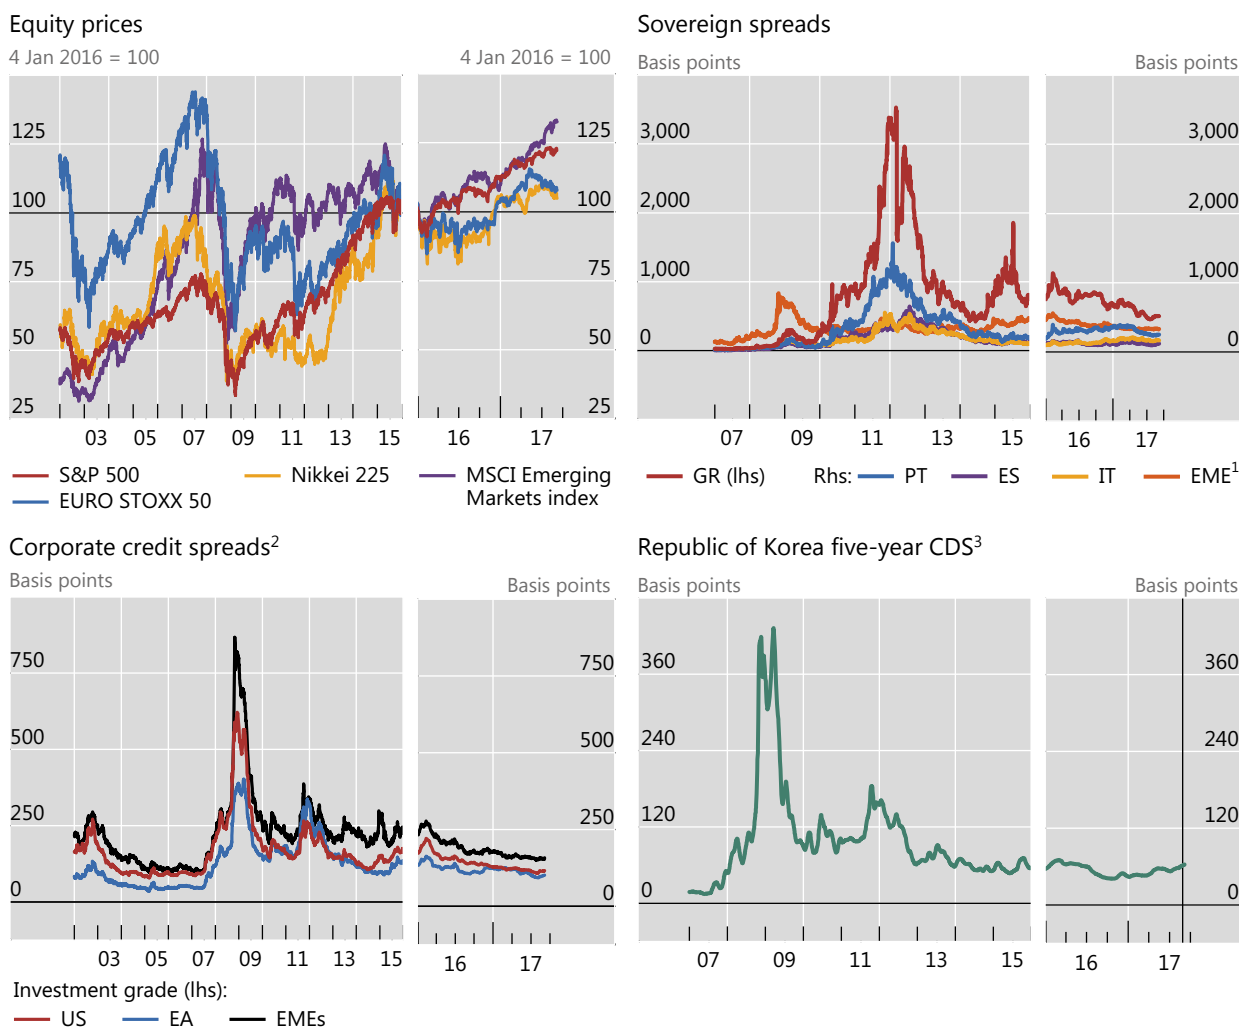 Equity prices
4 Jan 2016 = 100
4 Jan 2016 = 100
125
100
75
50
25
125
100
75
50
25
03 05 07 09 11 13 15
16 17
S&P 500
Nikkei 225
MSCI Emerging
Markets index
EURO STOXX 50
Sovereign spreads
Basis points
Basis points
3,000
2,000
1,000
0
3,000
2,000
1,000
0
07 09 11 13 15
16 17
GR (lhs) Rhs: PT ES IT EME1
Corporate credit spreads2
Basis points
Basis points
750
500
250
0
750
500
250
0
03 05 07 09 11 13 15
16 17
Investment grade (lhs):
US EA EMEs
Republic of Korea five-year CDS3
Basis points
Basis points
360
240
120
0
360
240
120
0
07 09 11 13 15
16 17